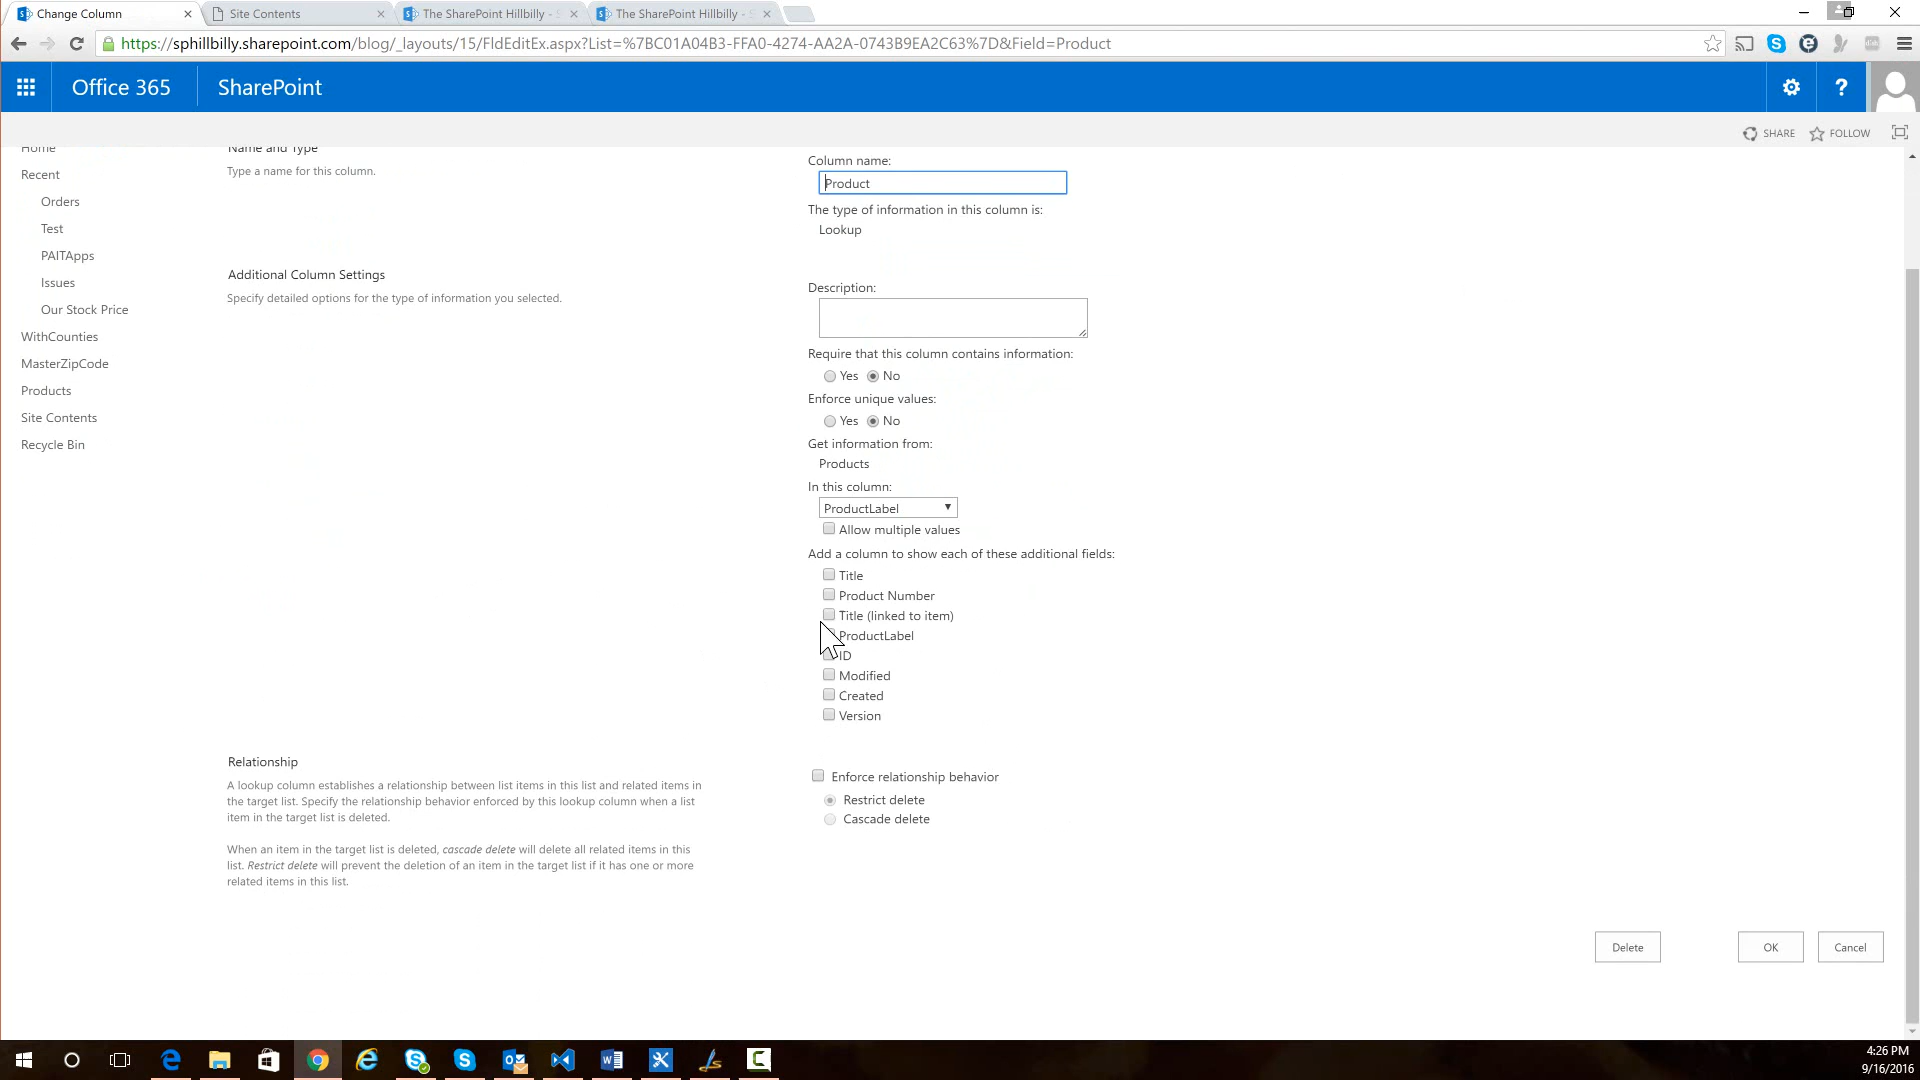 Change Column
Site Contents
The SharePoint Hillbilly -
The SharePoint Hillbilly -
https://sphillbilly.sharepoint.com/blog/_layouts/15/FldEditEx.aspx?List=%7BC01A04B3-FFA0-4274-AA2A-0743B9EA2C63%7D&Field=Product
Office 365
SharePoint
?
SHARE
FOLLOW
Home
Recent
Orders
Test
PAITApps
Issues
Our Stock Price
WithCounties
MasterZipCode
Products
Site Contents
Recycle Bin
Name and Type
Type a name for this column.
Column name:
Product
The type of information in this column is:
Lookup
Additional Column Settings
Specify detailed options for the type of information you selected.
Description:
Require that this column contains information:
Yes No
Enforce unique values:
Yes No
Get information from:
Products
In this column:
ProductLabel
Allow multiple values
Add a column to show each of these additional fields:
Title
Product Number
Title (linked to item)
ProductLabel
ID
Modified
Created
Version
Relationship
A lookup column establishes a relationship between list items in this list and related items in
the target list. Specify the relationship behavior enforced by this lookup column when a list
item in the target list is deleted.
When an item in the target list is deleted, cascade delete will delete all related items in this
list. Restrict delete will prevent the deletion of an item in the target list if it has one or more
related items in this list.
Enforce relationship behavior
Restrict delete
Cascade delete
Delete
OK
Cancel
4:26 PM
9/16/2016